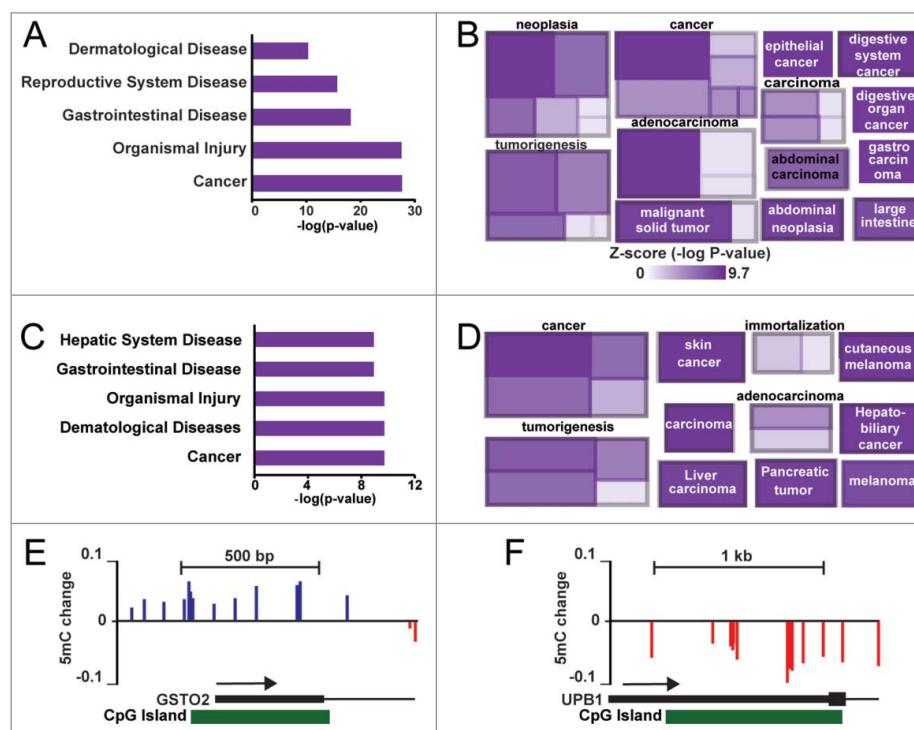 A
Dermatological Disease
Reproductive System Disease
Gastrointestinal Disease
Organismal Injury
Cancer
0 10 20 30
-log(p-value)
B
neoplasia
cancer
epithelial
cancer
digestive
system
cancer
carcinoma
digestive
organ
cancer
adenocarcinoma
tumorigenesis
abdominal
carcinoma
gastro
carcin
oma
malignant
solid tumor
abdominal
neoplasia
large
intestine
Z-score (-log P-value)
0 9.7
C
Hepatic System Disease
Gastrointestinal Disease
Organismal Injury
Dematological Diseases
Cancer
0 4 8 12
-log(p-value)
D
cancer
skin
cancer
immortalization
cutaneous
melanoma
adenocarcinoma
tumorigenesis
carcinoma
Hepato-
biliary
cancer
Liver
carcinoma
Pancreatic
tumor
melanoma
E
0.1
500 bp
5mC change
0
-0.1
GSTO2
CpG Island
F
0.1
1 kb
5mC change
0
-0.1
UPB1
CpG Island